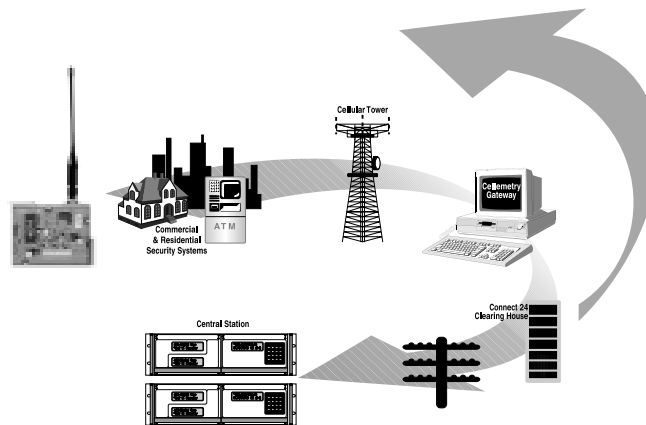 Cellular Tower
Cellemetry
Gateway
ATM
Commercial
& Residential
Security Systems
Connect 24
Clearing House
Central Station